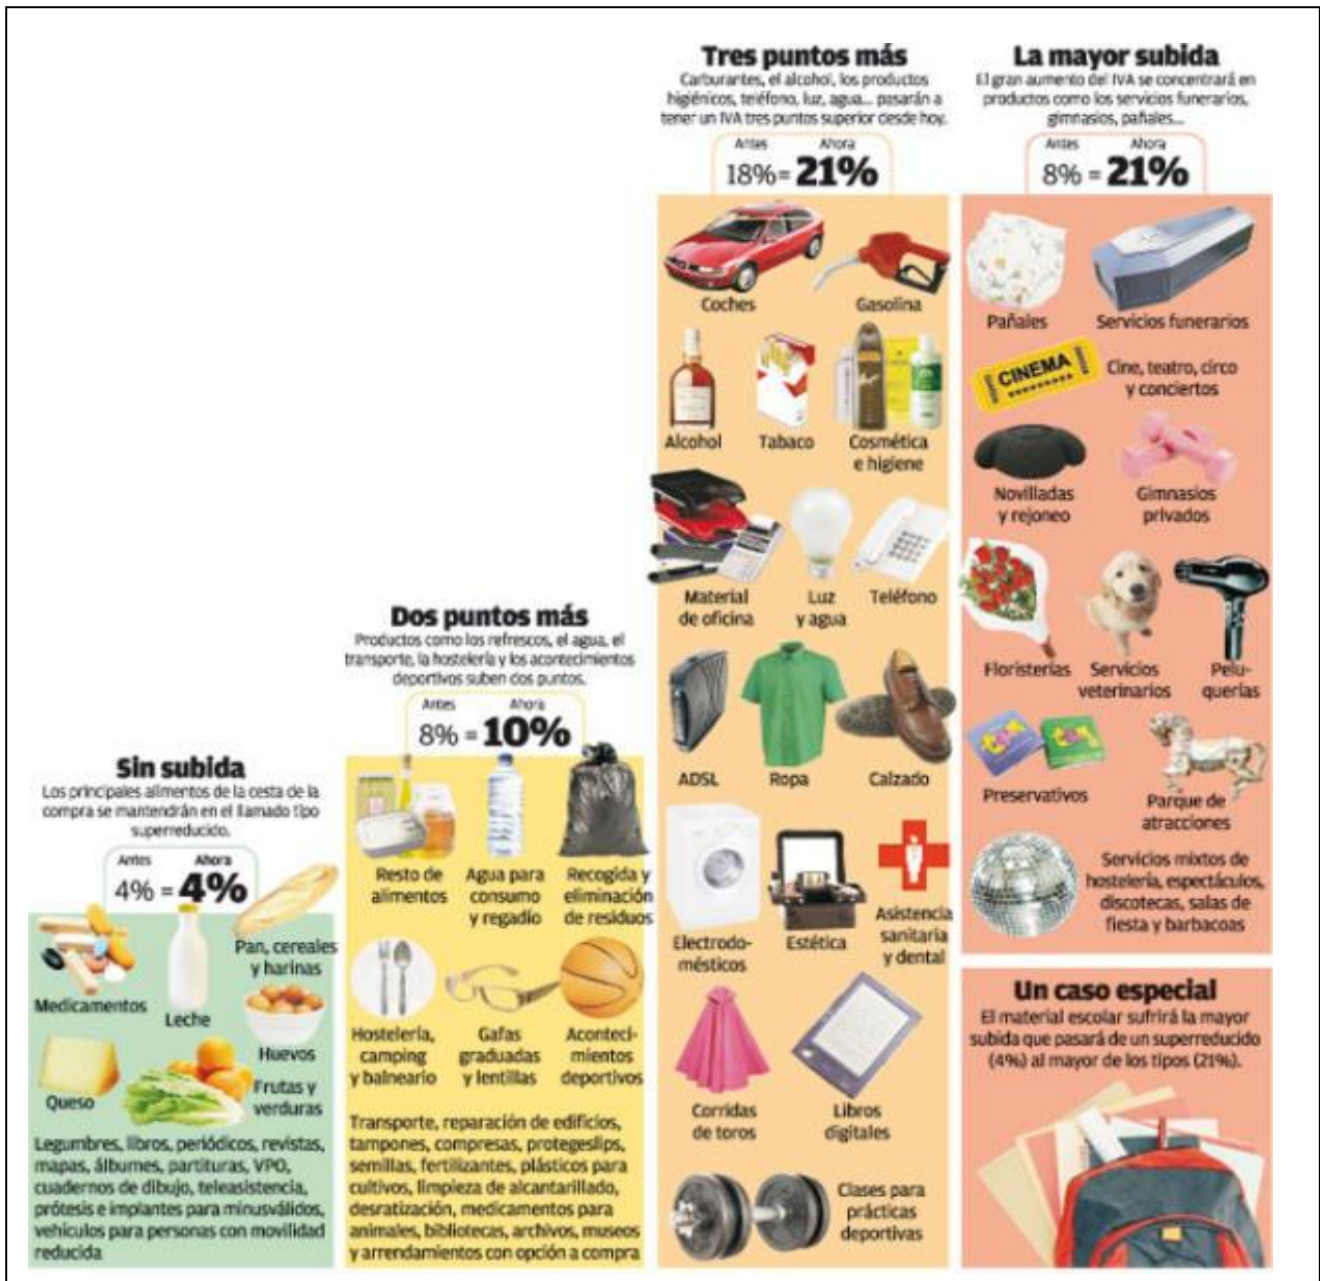 Sin subida
Los principales alimentos de la cesta de la
compra se mantendrán en el llamado tipo
superreducido.
Antes Ahora
4% = 4%
Pan, cereales
y harinas
Medicamentos
Leche
Huevos
Queso
Frutas y
verduras
Legumbres, libros, periódicos, revistas,
mapas, álbumes, partituras, VPO,
cuadernos de dibujo, teleasistencia,
prótesis e implantes para minusválidos,
vehículos para personas con movilidad
reducida
Dos puntos más
Productos como los refrescos, el agua, el
transporte, la hostelería y los acontecimientos
deportivos suben dos puntos.
Antes Ahora
8% = 10%
Resto de
alimentos
Agua para
consumo
y regadío
Recogida y
eliminación
de residuos
Hostelería,
camping
y balneario
Gafas
graduadas
y lentillas
Aconteci-
mientos
deportivos
Transporte, reparación de edificios,
tampones, compresas, protegeslips,
semillas, fertilizantes, plásticos para
cultivos, limpieza de alcantarillado,
desratización, medicamentos para
animales, bibliotecas, archivos, museos
y arrendamientos con opción a compra
Tres puntos más
Carburantes, el alcohol, los productos
higiénicos, teléfono, luz, agua... pasarán a
tener un IVA tres puntos superior desde hoy.
Antes Ahora
18% = 21%
Coches
Gasolina
Alcohol
Tabaco
Cosmética
e higiene
Material
de oficina
Luz
y agua
Teléfono
ADSL
Ropa
Calzado
Electrodo-
mésticos
Estética
Asistencia
sanitaria
y dental
Corridas
de toros
Libros
digitales
Clases para
prácticas
deportivas
La mayor subida
El gran aumento del IVA se concentrará en
productos como los servicios funerarios,
gimnasios, pañales...
Antes Ahora
8% = 21%
Pañales
Servicios funerarios
CINEMA
Cine, teatro, circo
y conciertos
Novilladas
y rejoneo
Gimnasios
privados
Floristerías
Servicios
veterinarios
Pelu-
querías
Preservativos
Parque de
atracciones
Servicios mixtos de
hostelería, espectáculos,
discotecas, salas de
fiesta y barbacoas
Un caso especial
El material escolar sufrirá la mayor
subida que pasará de un superreducido
(4%) al mayor de los tipos (21%).